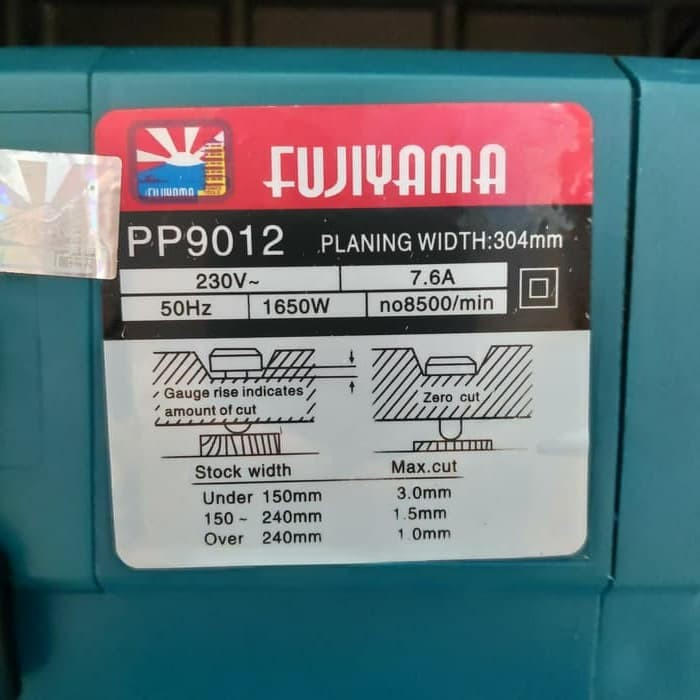 FUJIYAMA
PP9012 PLANING WIDTH:304mm
230V~ 7.6A
50Hz 1650W no8500/min
Gauge rise indicates
amount of cut
Zero cut
Stock width Max.cut
Under 150mm 3.0mm
150 ~ 240mm 1.5mm
Over 240mm 1.0mm